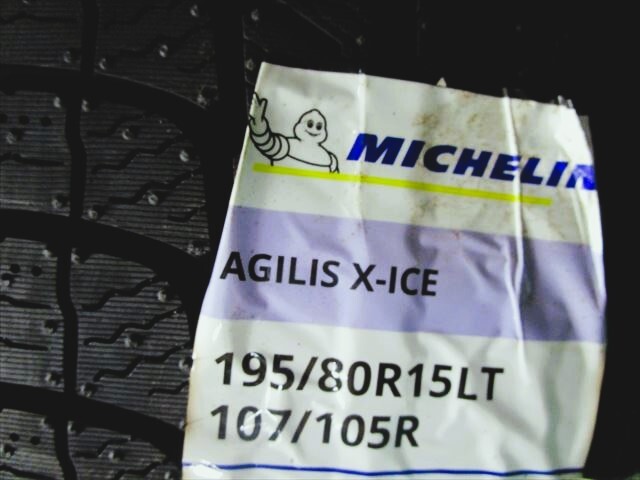 MICHELIN
AGILIS X-ICE
195/80R15LT
107/105R